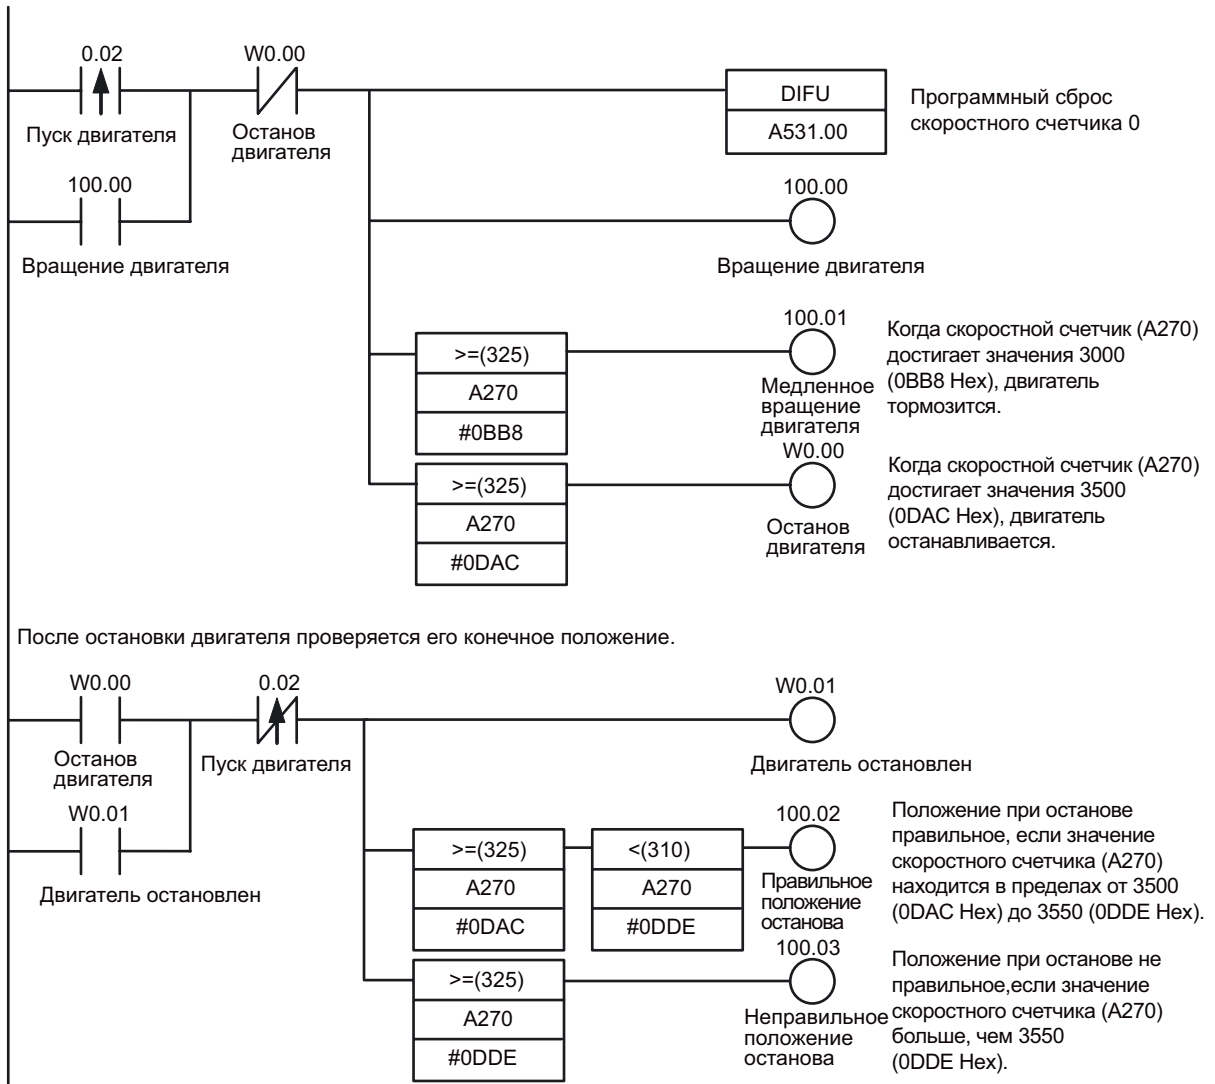 0.02
W0.00
Пуск двигателя
Останов
двигателя
DIFU
A531.00
Программный сброс
скоростного счетчика 0
100.00
Вращение двигателя
100.00
Вращение двигателя
>=(325)
A270
#0BB8
100.01
Медленное
вращение
двигателя
Когда скоростной счетчик (A270)
достигает значения 3000
(0BB8 Hex), двигатель
тормозится.
>=(325)
A270
#0DAC
W0.00
Останов
двигателя
Когда скоростной счетчик (A270)
достигает значения 3500
(0DAC Hex), двигатель
останавливается.
После остановки двигателя проверяется его конечное положение.
W0.00
Останов
двигателя
0.02
Пуск двигателя
W0.01
Двигатель остановлен
W0.01
Двигатель остановлен
>=(325)
A270
#0DAC
<(310)
A270
#0DDE
100.02
Правильное
положение
останова
Положение при останове
правильное, если значение
скоростного счетчика (A270)
находится в пределах от 3500
(0DAC Hex) до 3550 (0DDE Hex).
>=(325)
A270
#0DDE
100.03
Неправильное
положение
останова
Положение при останове не
правильное,если значение
скоростного счетчика (A270)
больше, чем 3550
(0DDE Hex).